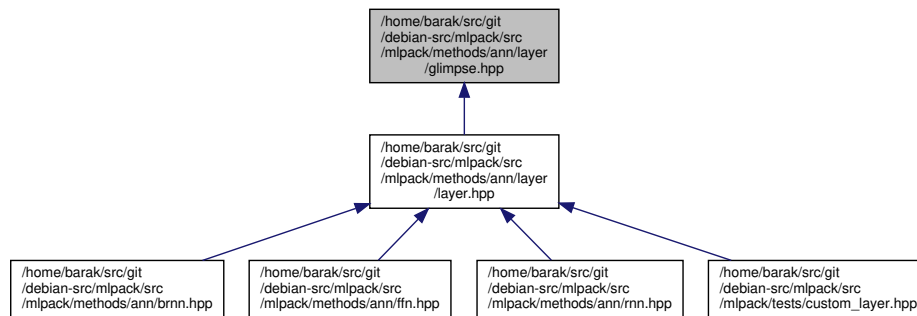 /home/barak/src/git
/debian-src/mlpack/src
/mlpack/methods/ann/layer
/glimpse.hpp
/home/barak/src/git
/debian-src/mlpack/src
/mlpack/methods/ann/layer
/layer.hpp
/home/barak/src/git
/debian-src/mlpack/src
/mlpack/methods/ann/brnn.hpp
/home/barak/src/git
/debian-src/mlpack/src
/mlpack/methods/ann/ffn.hpp
/home/barak/src/git
/debian-src/mlpack/src
/mlpack/methods/ann/rnn.hpp
/home/barak/src/git
/debian-src/mlpack/src
/mlpack/tests/custom_layer.hpp